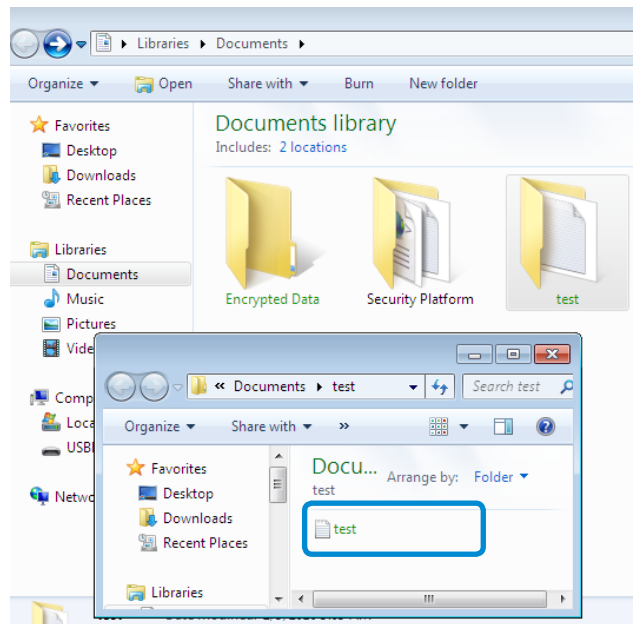 Libraries Documents
Organize Open Share with Burn New folder
Favorites
Desktop
Downloads
Recent Places
Libraries
Documents
Music
Pictures
Documents library
Includes: 2 locations
Encrypted Data Security Platform test
Documents test
Search test
Organize Share with »
Favorites
Desktop
Downloads
Recent Places
Libraries
Docu...
test
Arrange by: Folder
test